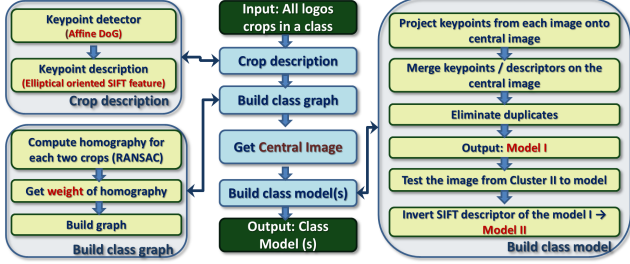 Keypoint detector
(Affine DoG)
Keypoint description
(Elliptical oriented SIFT feature)
Crop description
Compute homography for
each two crops (RANSAC)
Get weight of homography
Build graph
Build class graph
Input: All logos
crops in a class
Crop description
Build class graph
Get Central Image
Build class model(s)
Output: Class
Model (s)
Project keypoints from each image onto
central image
Merge keypoints / descriptors on the
central image
Eliminate duplicates
Output: Model I
Test the image from Cluster II to model
Invert SIFT descriptor of the model I →
Model II
Build class model